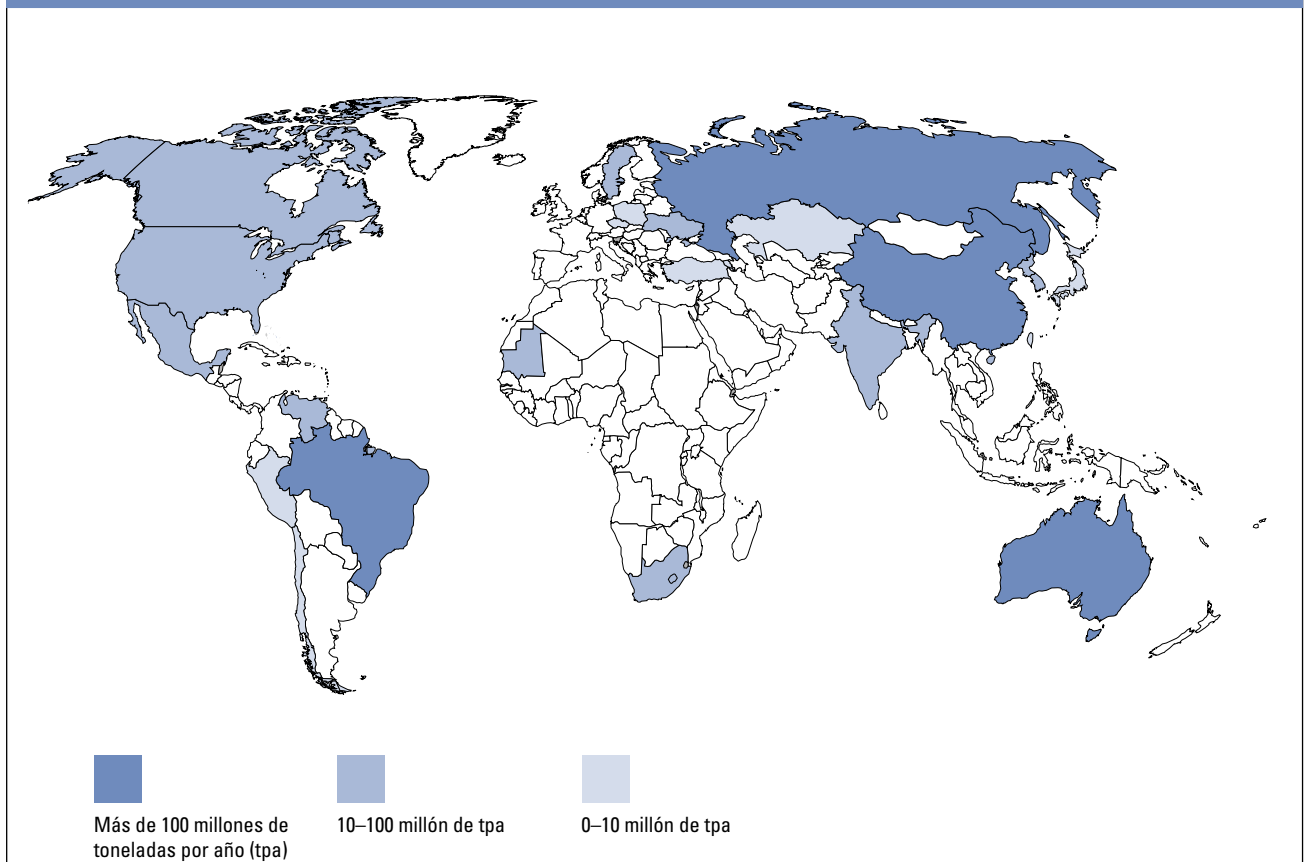 Más de 100 millones de
toneladas por año (tpa)
10–100 millón de tpa
0–10 millón de tpa